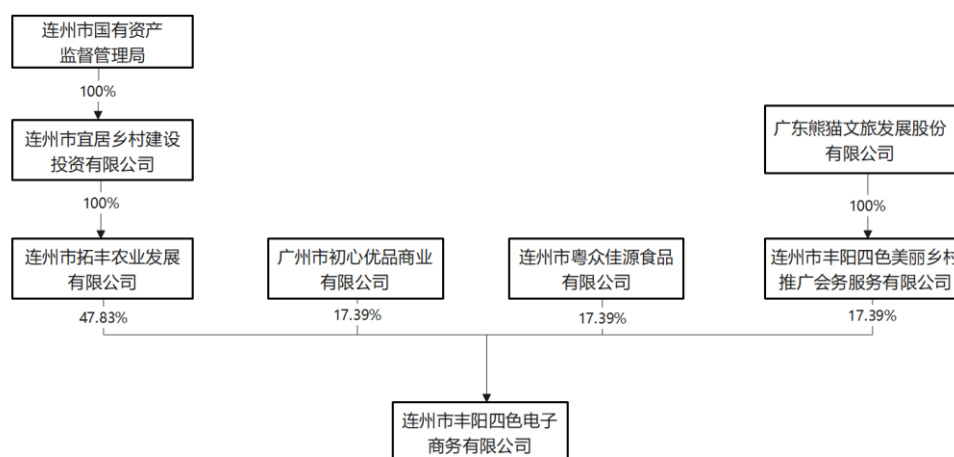 连州市国有资产
监督管理局
100%
连州市宜居乡村建设
投资有限公司
广东熊猫文旅发展股份
有限公司
100%
100%
连州市拓丰农业发展
有限公司
广州市初心优品商业
有限公司
连州市粤众佳源食品
有限公司
连州市丰阳四色美丽乡村
推广会务服务有限公司
47.83%
17.39%
17.39%
17.39%
连州市丰阳四色电子
商务有限公司